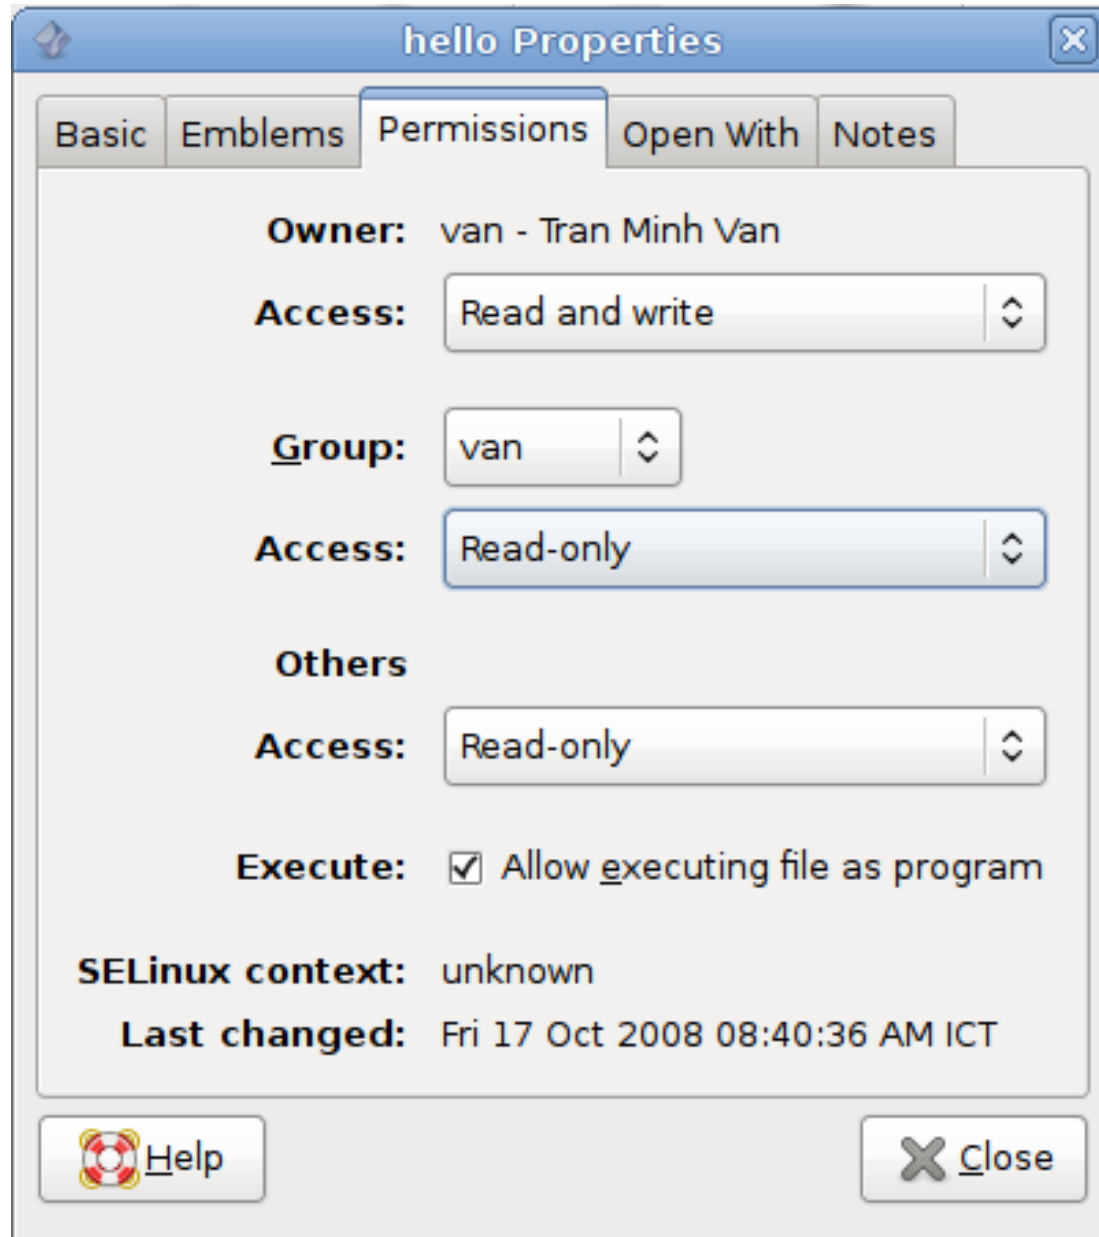 hello Properties
Basic Emblems Permissions Open With Notes
Owner: van - Tran Minh Van
Access: Read and write
Group: van
Access: Read-only
Others
Access: Read-only
Execute: Allow executing file as program
SELinux context: unknown
Last changed: Fri 17 Oct 2008 08:40:36 AM ICT
Help Close